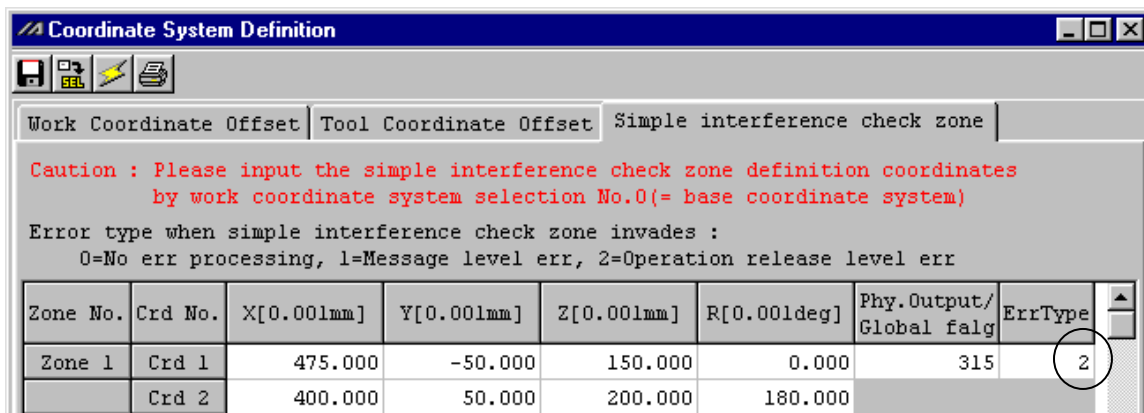 Coordinate System Definition
SEL
Work Coordinate Offset Tool Coordinate Offset Simple interference check zone
Caution : Please input the simple interference check zone definition coordinates
by work coordinate system selection No.0(= base coordinate system)
Error type when simple interference check zone invades :
0=No err processing, 1=Message level err, 2=Operation release level err
Zone No. Crd No. X[0.001mm] Y[0.001mm] Z[0.001mm] R[0.001deg] Phy.Output/ Global falg ErrType
Zone 1 Crd 1 475.000 -50.000 150.000 0.000 315 2
Crd 2 400.000 50.000 200.000 180.000